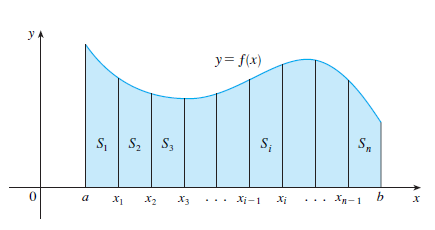 y
y = f(x)
S₁ S₂ S₃ Sᵢ Sₙ
0 a x₁ x₂ x₃ . . . xᵢ₋₁ xᵢ . . . xₙ₋₁ b x